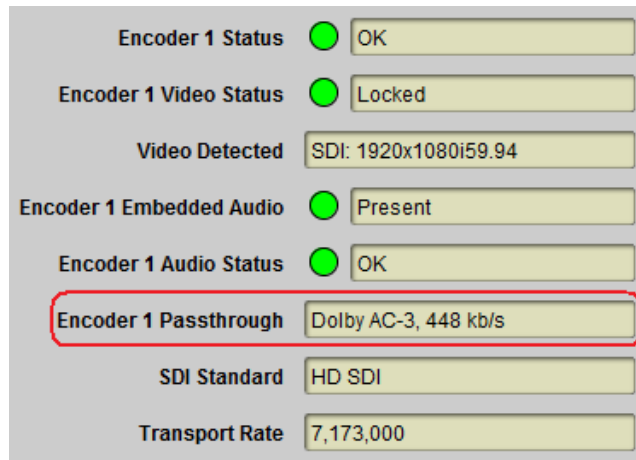 Encoder 1 Status OK
Encoder 1 Video Status Locked
Video Detected SDI: 1920x1080i59.94
Encoder 1 Embedded Audio Present
Encoder 1 Audio Status OK
Encoder 1 Passthrough Dolby AC-3, 448 kb/s
SDI Standard HD SDI
Transport Rate 7,173,000